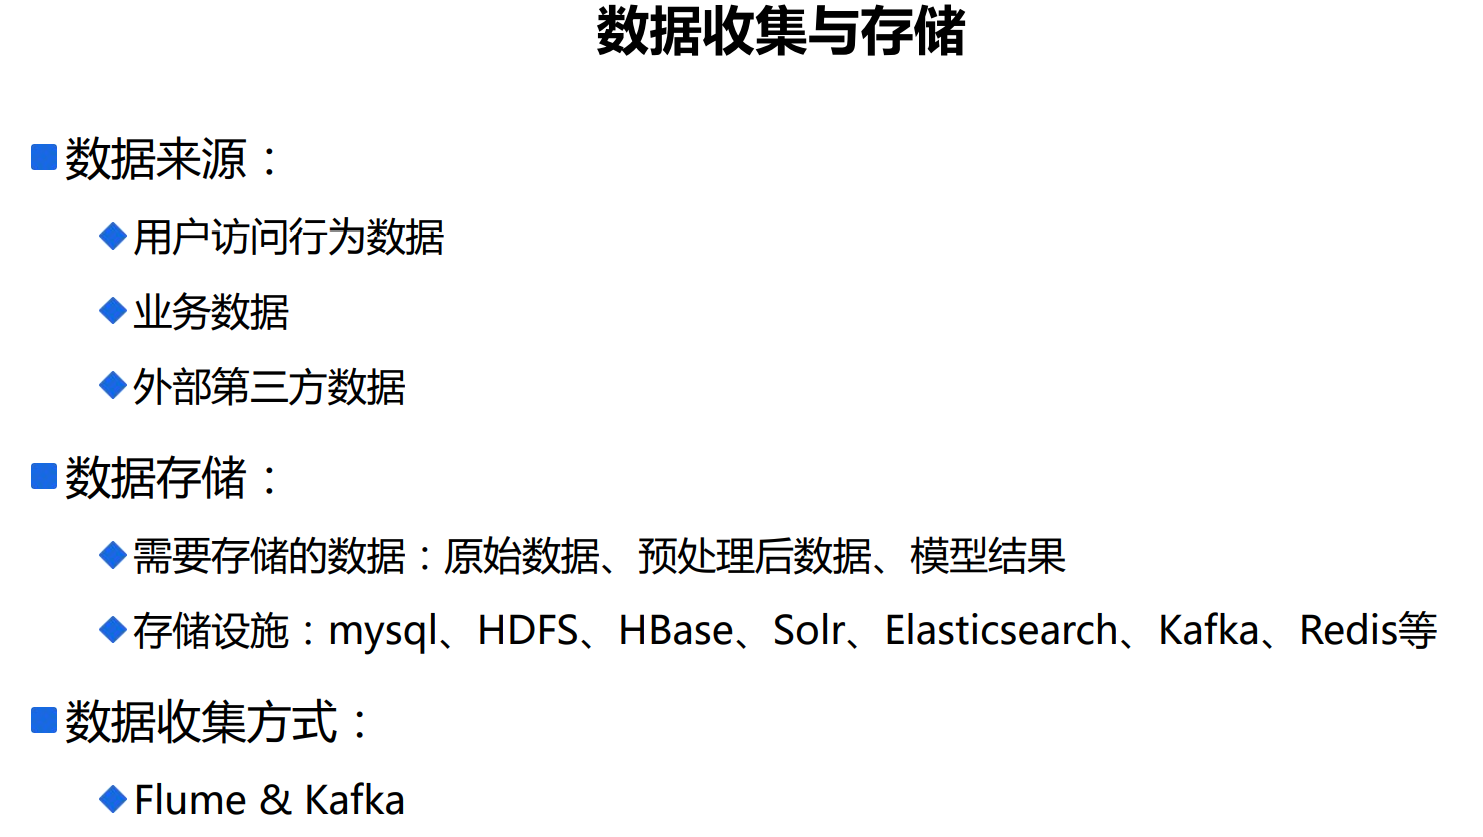 数据收集与存储
数据来源：
用户访问行为数据
业务数据
外部第三方数据
数据存储：
需要存储的数据：原始数据、预处理后数据、模型结果
存储设施：mysql、HDFS、HBase、Solr、Elasticsearch、Kafka、Redis等
数据收集方式：
Flume & Kafka